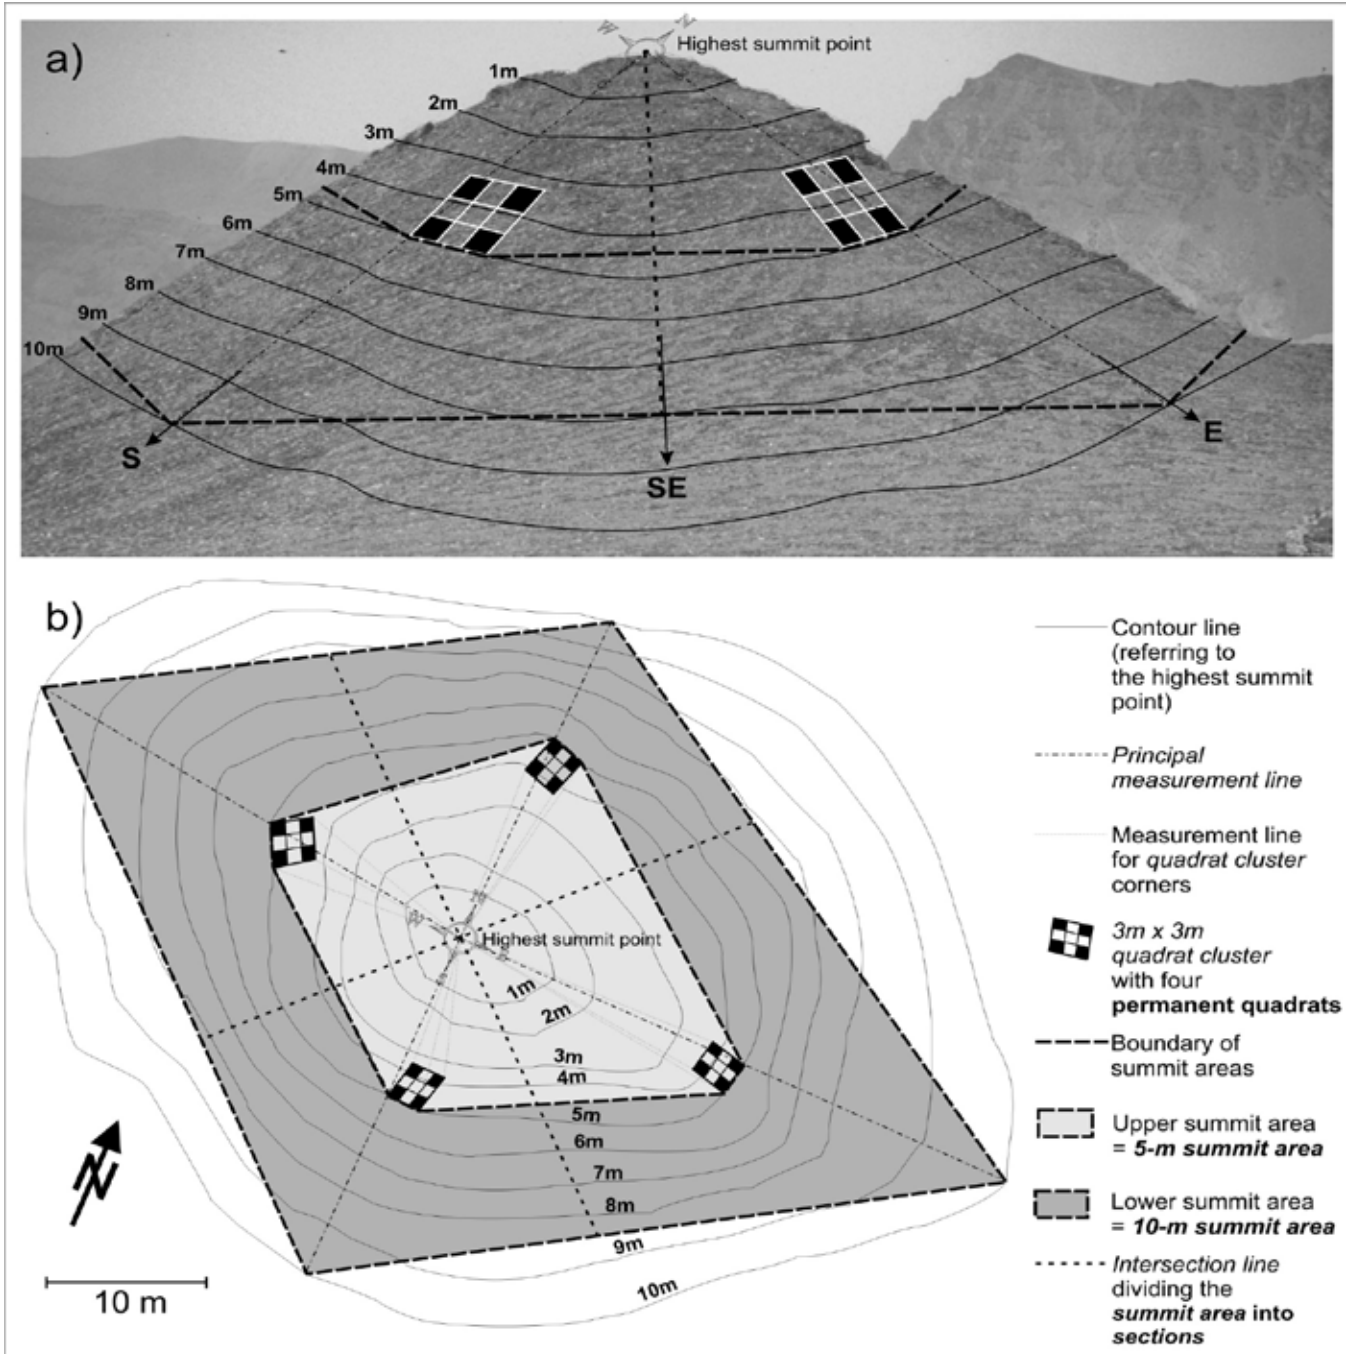 a)
W
N
Highest summit point
1m
2m
3m
4m
5m
6m
7m
8m
9m
10m
S
SE
E
b)
W
N
Highest summit point
E
S
1m
2m
3m
4m
5m
6m
7m
8m
9m
10m
N
10 m
Contour line
(referring to
the highest summit
point)
Principal
measurement line
Measurement line
for quadrat cluster
corners
3m x 3m
quadrat cluster
with four
permanent quadrats
Boundary of
summit areas
Upper summit area
= 5-m summit area
Lower summit area
= 10-m summit area
Intersection line
dividing the
summit area into
sections